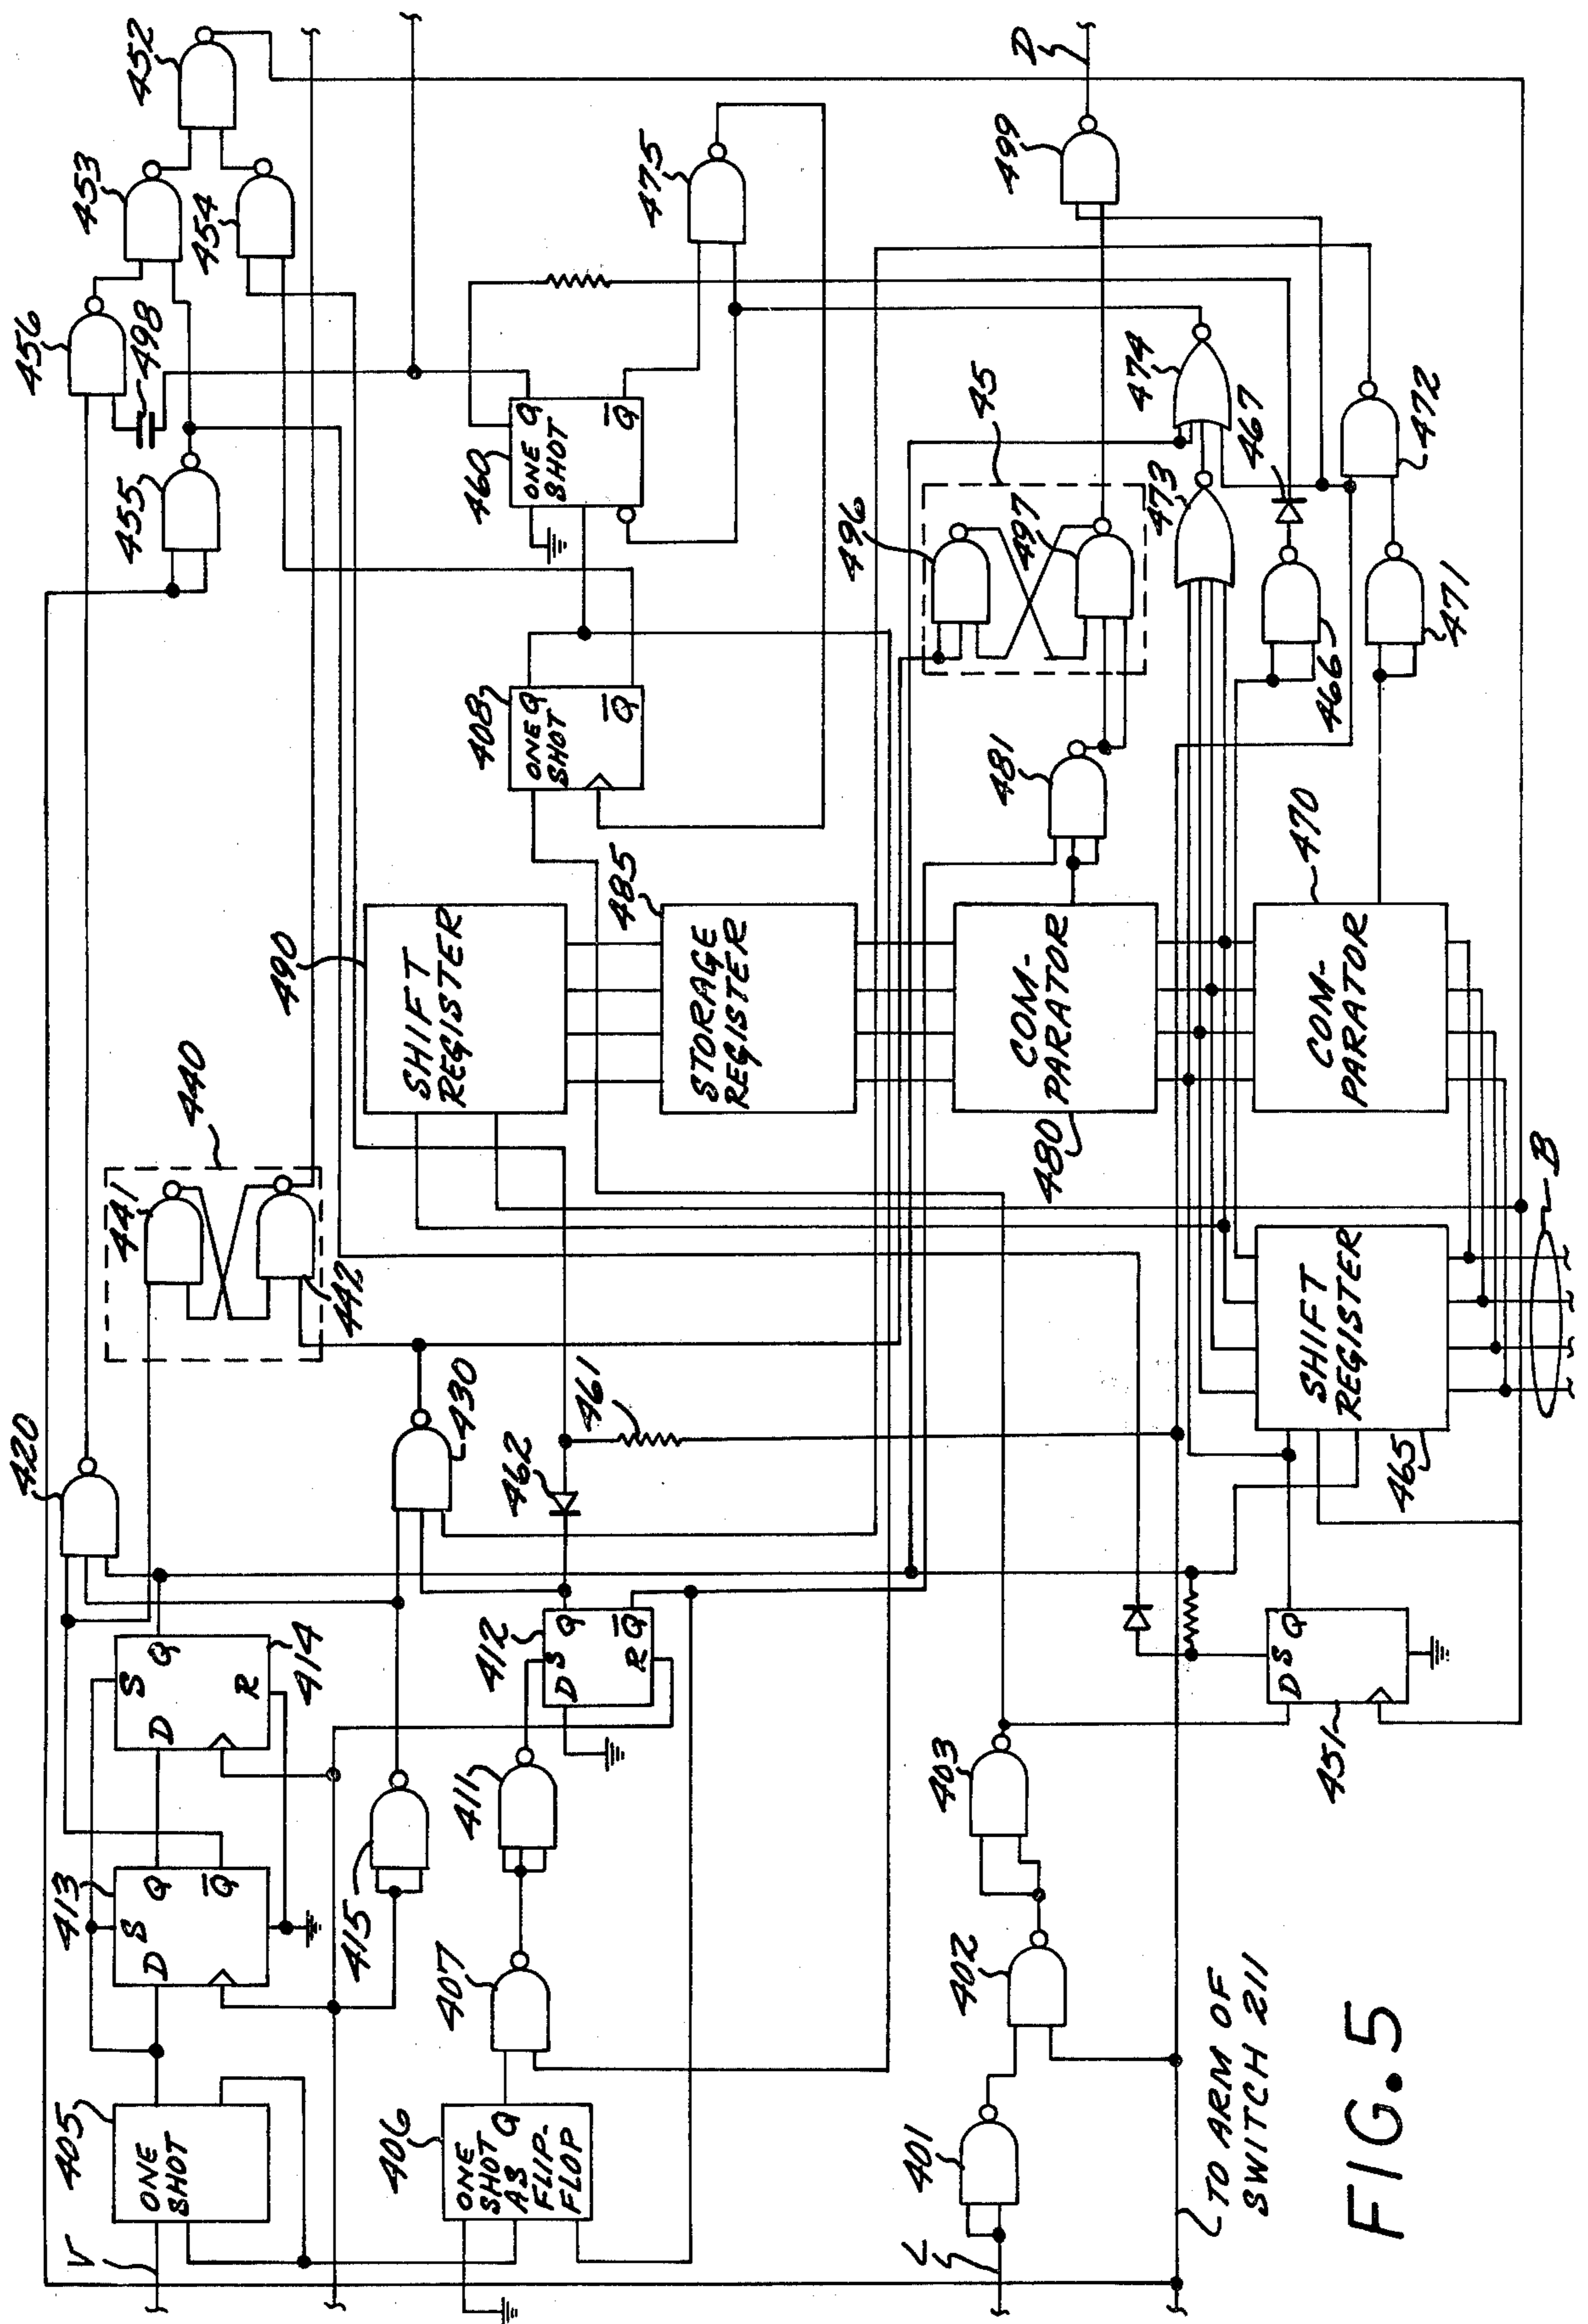 V
405
ONE
SHOT
413
D
S
Q
Q̅
414
D
S
Q
R
420
440
441
442
456
498
455
453
454
452
415
430
406
ONE
SHOT Q
AS
FLIP-
FLOP
407
411
412
D
S
Q
Q̅
R
462
461
490
SHIFT
REGISTER
408
ONE
SHOT
Q
Q̅
460
ONE
SHOT
Q
Q̅
475
485
STORAGE
REGISTER
L
401
402
403
480
COM-
PARATOR
481
45
496
497
499
D
473
474
467
466
472
471
470
COM-
PARATOR
451
D
S
Q
465
SHIFT
REGISTER
B
TO ARM OF
SWITCH 211
FIG. 5